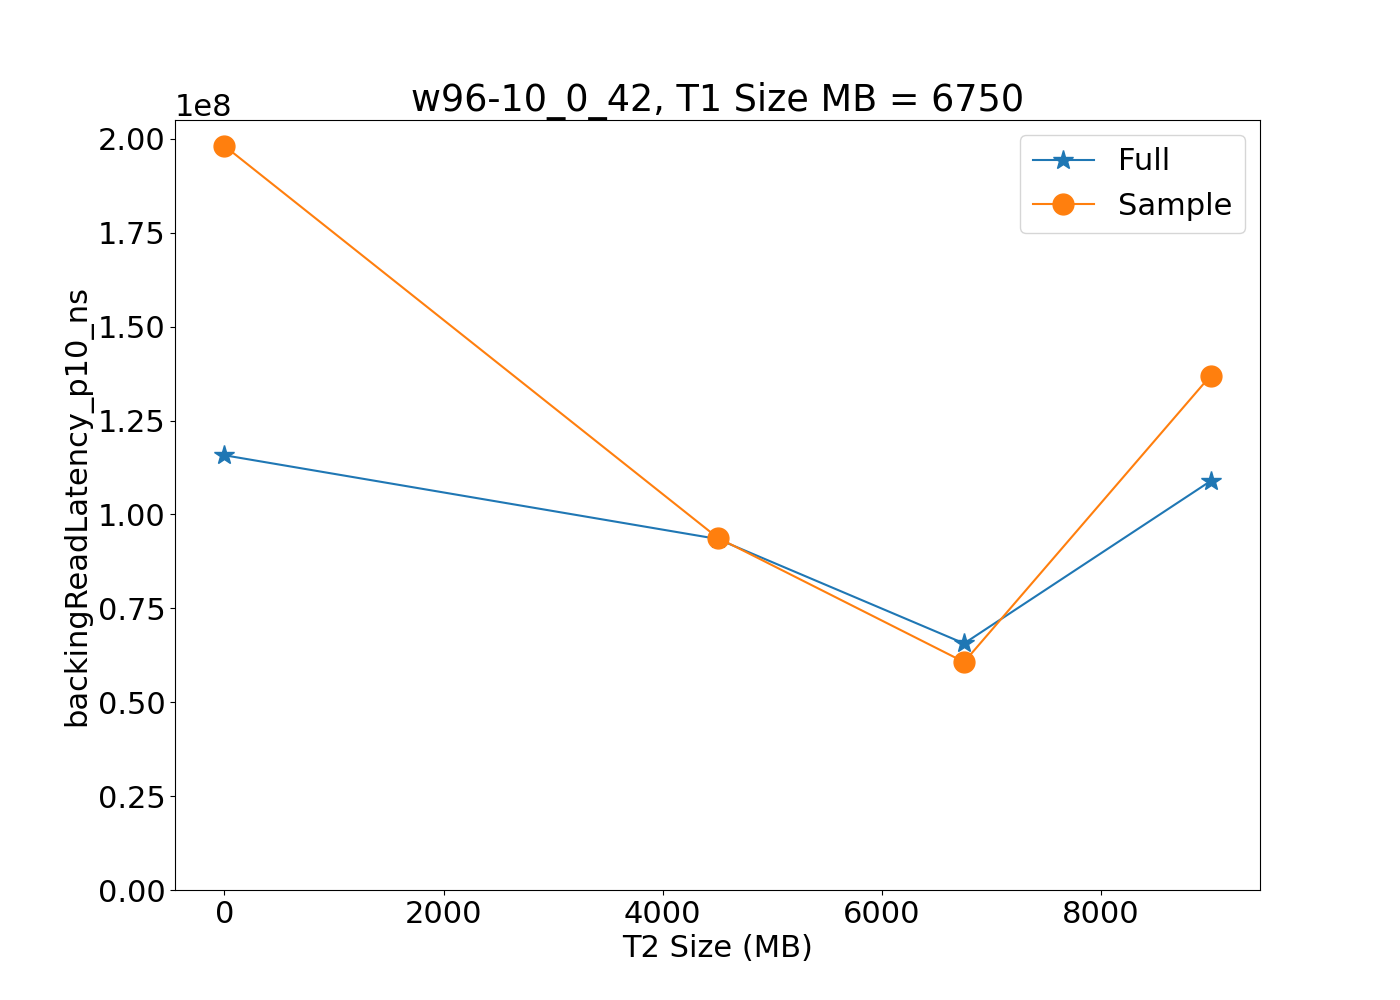 w96-10_0_42, T1 Size MB = 6750
1e8
2.00
1.75
1.50
1.25
1.00
0.75
0.50
0.25
0.00
backingReadLatency_p10_ns
Full
Sample
0 2000 4000 6000 8000
T2 Size (MB)